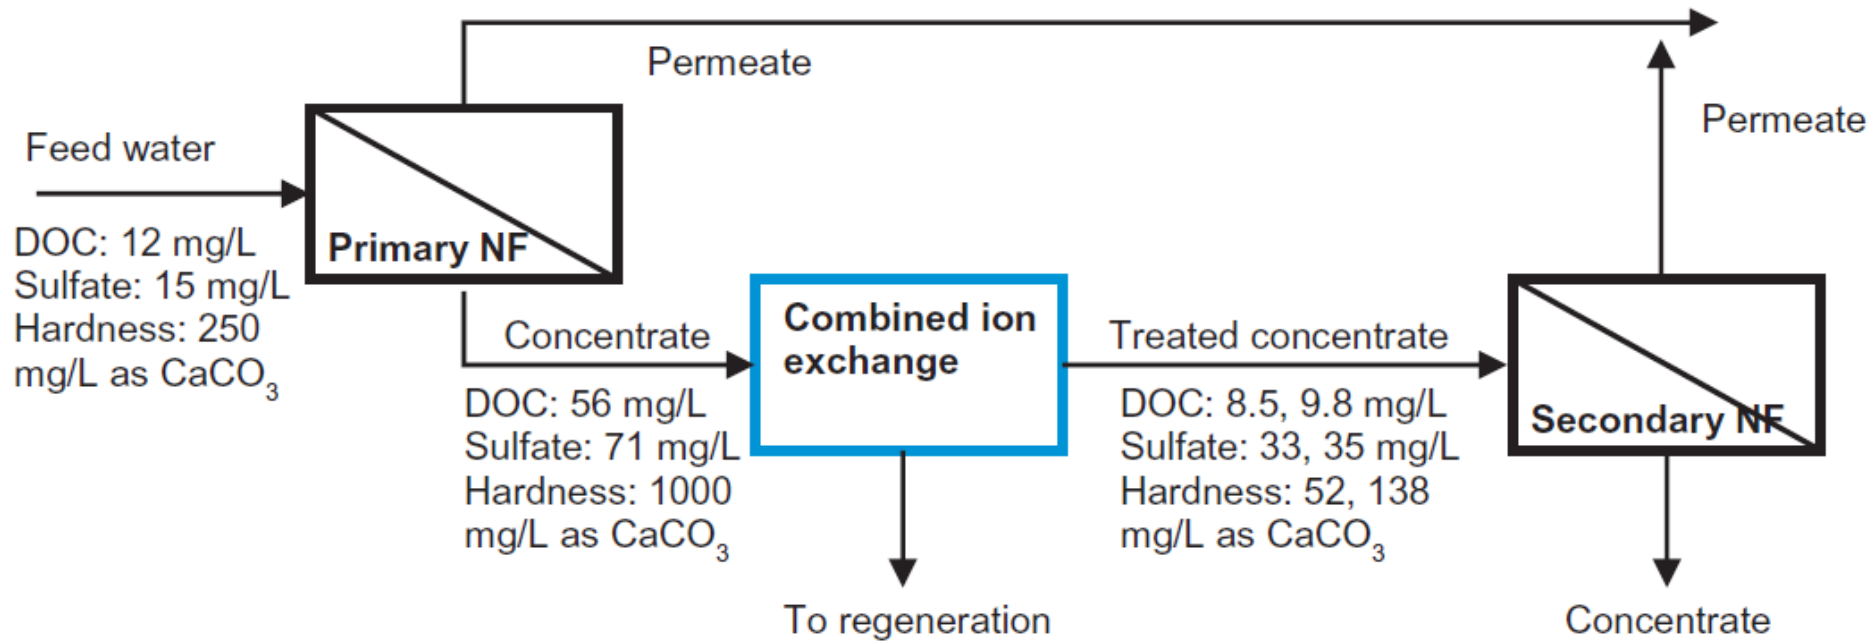 Permeate
Feed water
Permeate
DOC: 12 mg/L
Sulfate: 15 mg/L
Hardness: 250
mg/L as CaCO₃
Primary NF
Concentrate
DOC: 56 mg/L
Sulfate: 71 mg/L
Hardness: 1000
mg/L as CaCO₃
Combined ion
exchange
To regeneration
Treated concentrate
DOC: 8.5, 9.8 mg/L
Sulfate: 33, 35 mg/L
Hardness: 52, 138
mg/L as CaCO₃
Secondary NF
Concentrate